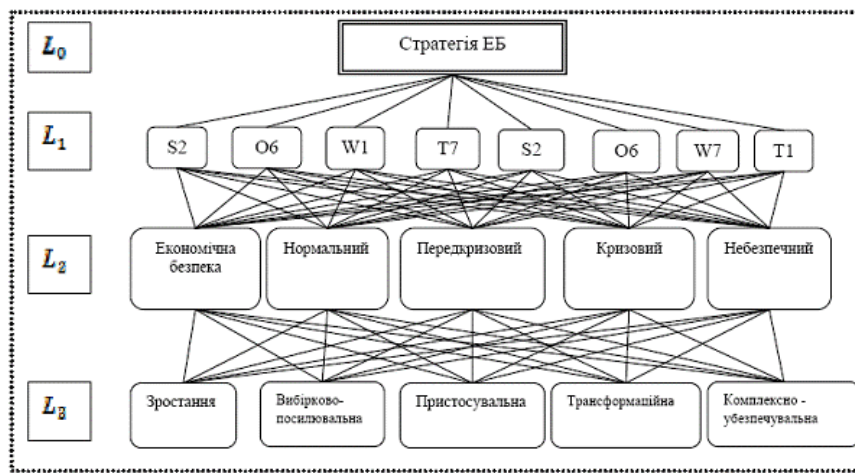 L0
Стратегія ЕБ
L1
S2
O6
W1
T7
S2
O6
W7
T1
L2
Економічна
безпека
Нормальний
Передкризовий
Кризовий
Небезпечний
L3
Зростання
Вибірково-
посилювальна
Пристосувальна
Трансформаційна
Комплексно -
убезпечувальна